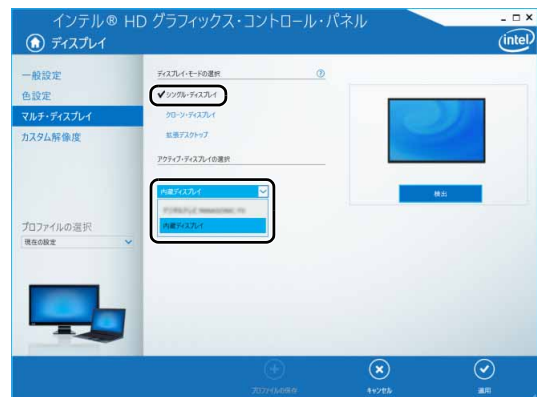 インテル® HD グラフィックス・コントロール・パネル
ディスプレイ
intel
一般設定
色設定
マルチ・ディスプレイ
カスタム解像度
プロファイルの選択
現在の設定
ディスプレイ・モードの選択
?
シングル・ディスプレイ
クローン・ディスプレイ
拡張デスクトップ
アクティブ・ディスプレイの選択
内蔵ディスプレイ
内蔵ディスプレイ
検出
プロファイルの保存
キャンセル
適用